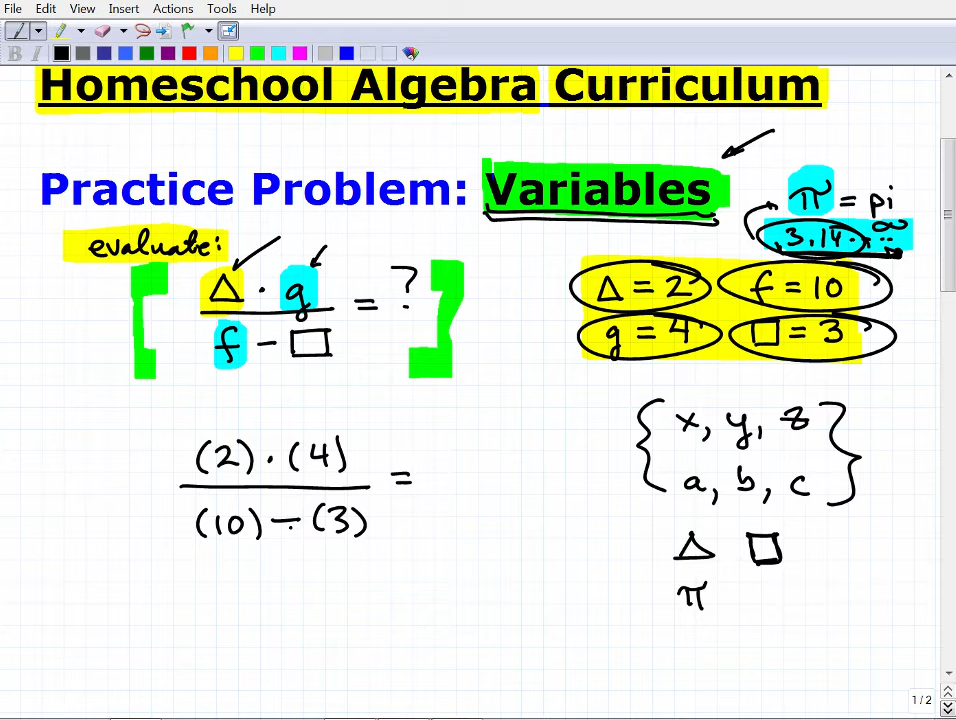 File Edit View Insert Actions Tools Help
B I
Homeschool Algebra Curriculum
Practice Problem: Variables
π = pi
3.14...∞
evaluate:
Δ · g
f - □
= ?
Δ = 2 f = 10
g = 4 □ = 3
(2) · (4)
(10) - (3)
=
{x, y, z
a, b, c}
Δ □
π
1 / 2